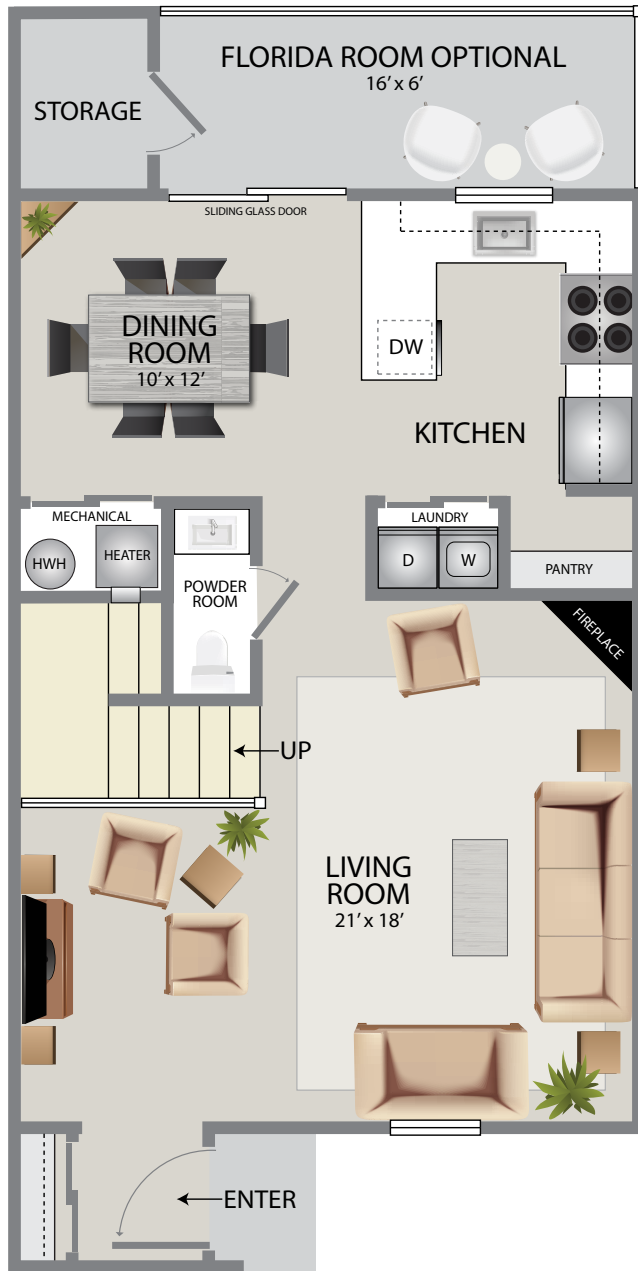 FLORIDA ROOM OPTIONAL
16’ x 6’
STORAGE
SLIDING GLASS DOOR
DINING
ROOM
10’ x 12’
DW
KITCHEN
MECHANICAL
HWH
HEATER
POWDER
ROOM
LAUNDRY
D
W
PANTRY
FIREPLACE
UP
LIVING
ROOM
21’ x 18’
ENTER